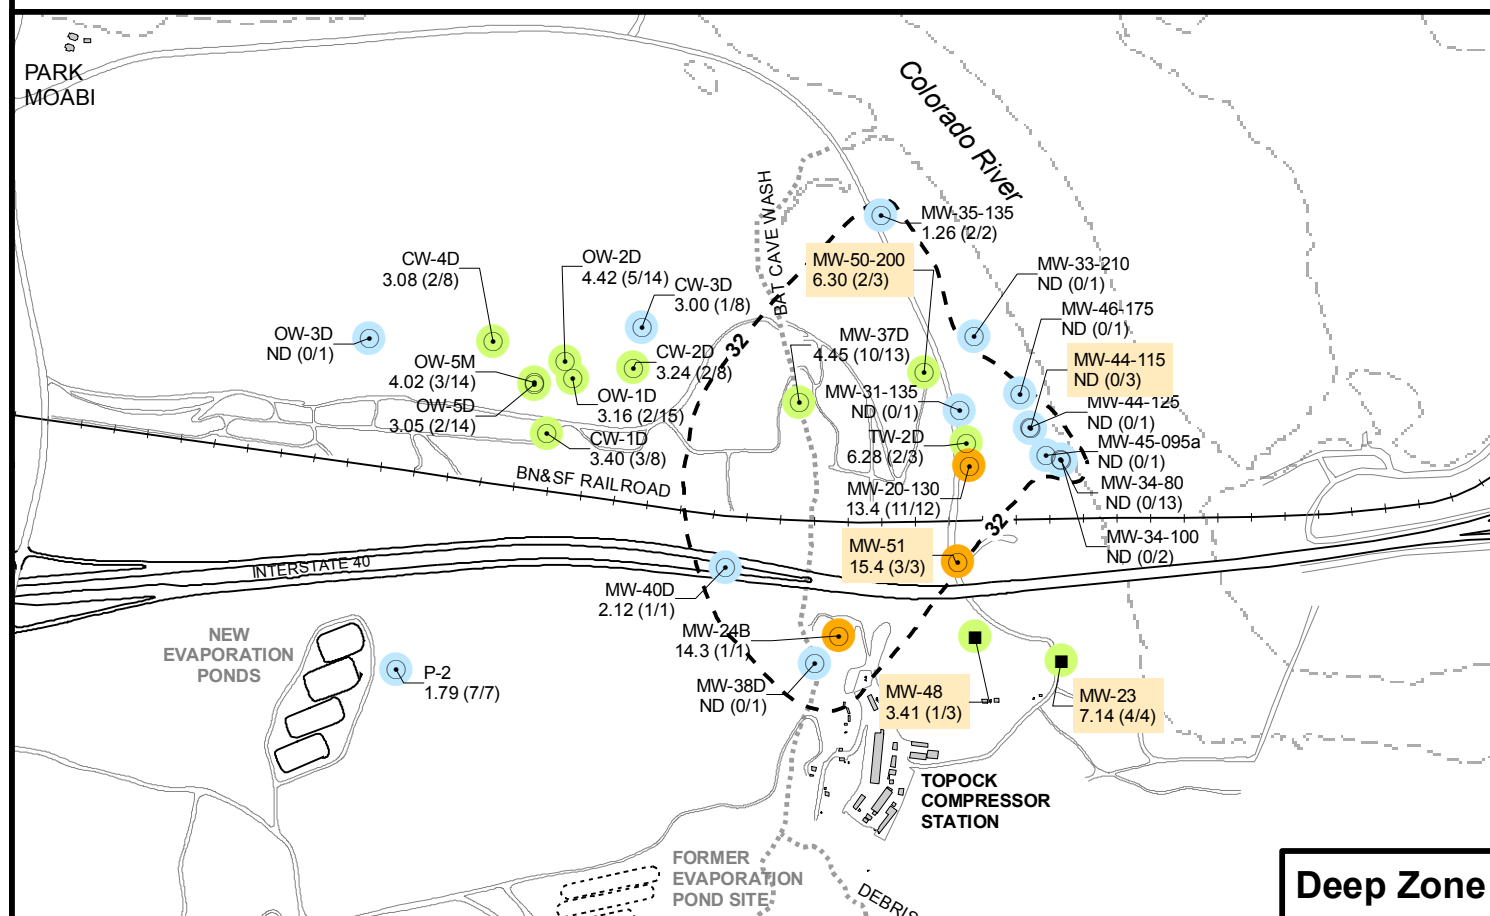 PARK
MOABI
Colorado River
BAT CAVE WASH
MW-35-135
1.26 (2/2)
MW-50-200
6.30 (2/3)
MW-33-210
ND (0/1)
CW-4D
3.08 (2/8)
OW-2D
4.42 (5/14)
CW-3D
3.00 (1/8)
MW-46-175
ND (0/1)
OW-3D
ND (0/1)
32
MW-37D
4.45 (10/13)
MW-44-115
ND (0/3)
OW-5M
4.02 (3/14)
CW-2D
3.24 (2/8)
MW-31-135
ND (0/1)
MW-44-125
ND (0/1)
OW-5D
3.05 (2/14)
OW-1D
3.16 (2/15)
CW-1D
3.40 (3/8)
TW-2D
6.28 (2/3)
MW-45-095a
ND (0/1)
BN&SF RAILROAD
MW-20-130
13.4 (11/12)
MW-34-80
ND (0/13)
32
MW-34-100
ND (0/2)
MW-51
15.4 (3/3)
INTERSTATE 40
MW-40D
2.12 (1/1)
NEW
EVAPORATION
PONDS
MW-24B
14.3 (1/1)
P-2
1.79 (7/7)
MW-38D
ND (0/1)
MW-48
3.41 (1/3)
MW-23
7.14 (4/4)
TOPOCK
COMPRESSOR
STATION
FORMER
EVAPORATION
POND SITE
DEBRIS
Deep Zone